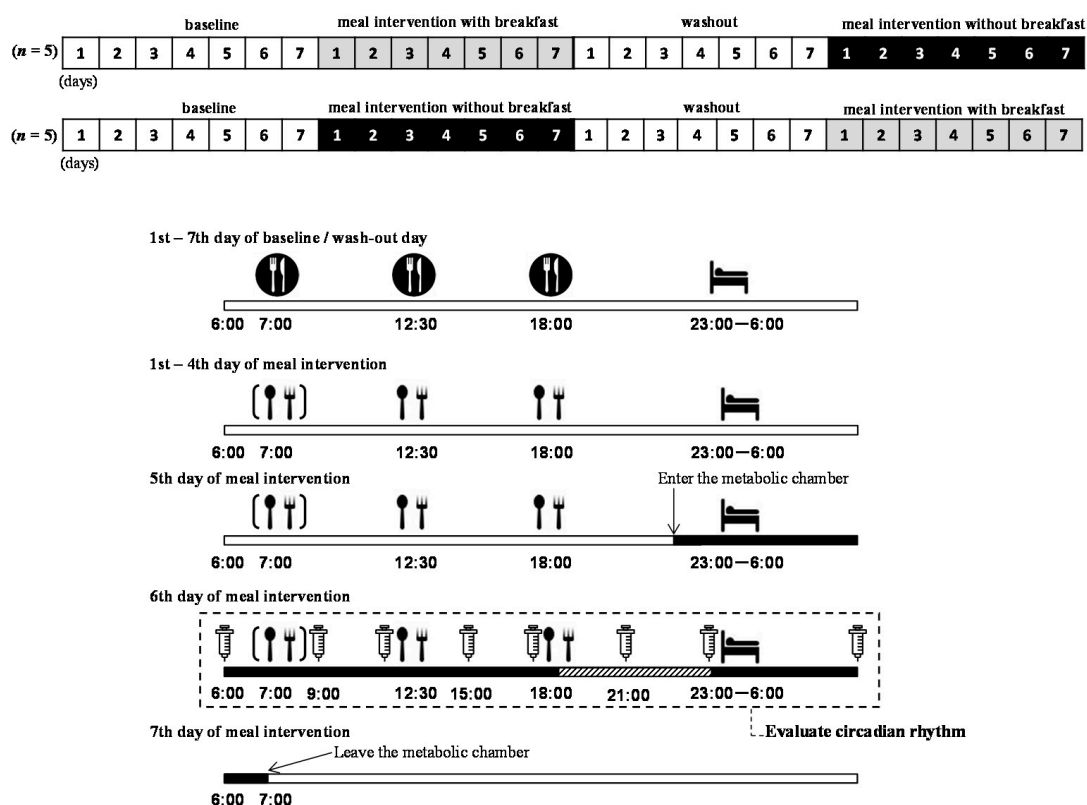 baseline meal intervention with breakfast washout meal intervention without breakfast
(n = 5) 1 2 3 4 5 6 7 1 2 3 4 5 6 7 1 2 3 4 5 6 7 1 2 3 4 5 6 7
(days)
baseline meal intervention without breakfast washout meal intervention with breakfast
(n = 5) 1 2 3 4 5 6 7 1 2 3 4 5 6 7 1 2 3 4 5 6 7 1 2 3 4 5 6 7
(days)
1st – 7th day of baseline / wash-out day
6:00 7:00 12:30 18:00 23:00—6:00
1st – 4th day of meal intervention
6:00 7:00 12:30 18:00 23:00—6:00
5th day of meal intervention Enter the metabolic chamber
6:00 7:00 12:30 18:00 23:00—6:00
6th day of meal intervention
6:00 7:00 9:00 12:30 15:00 18:00 21:00 23:00—6:00
Evaluate circadian rhythm
7th day of meal intervention
Leave the metabolic chamber
6:00 7:00